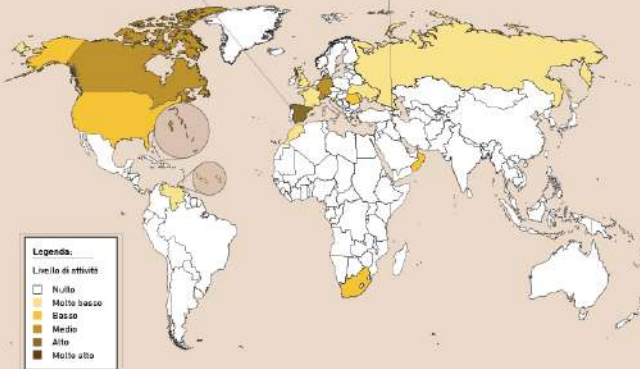 Legenda:
Livello di attività
Nullo
Molto basso
Basso
Medio
Alto
Molto alto